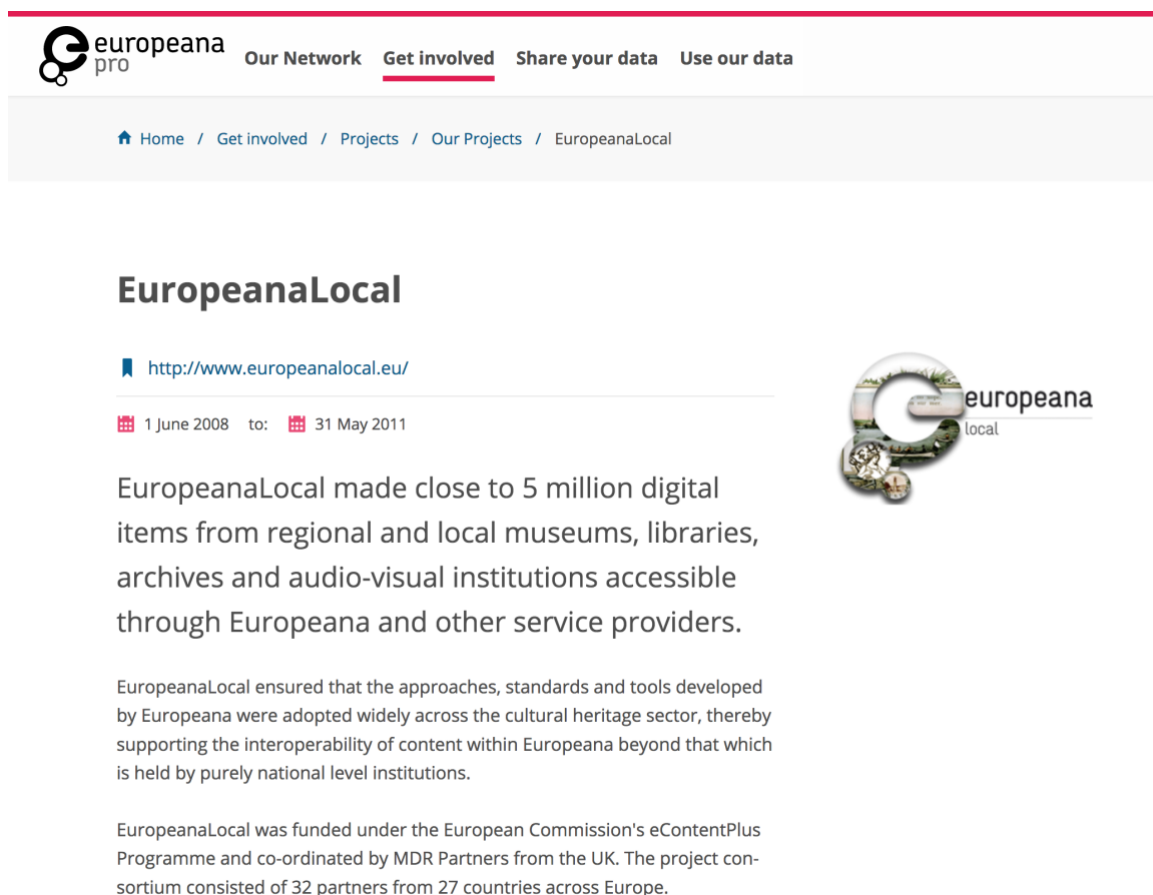 europeana
pro
Our Network Get involved Share your data Use our data
Home / Get involved / Projects / Our Projects / EuropeanaLocal
EuropeanaLocal
http://www.europeanalocal.eu/
1 June 2008 to: 31 May 2011
europeana
local
EuropeanaLocal made close to 5 million digital
items from regional and local museums, libraries,
archives and audio-visual institutions accessible
through Europeana and other service providers.
EuropeanaLocal ensured that the approaches, standards and tools developed
by Europeana were adopted widely across the cultural heritage sector, thereby
supporting the interoperability of content within Europeana beyond that which
is held by purely national level institutions.
EuropeanaLocal was funded under the European Commission's eContentPlus
Programme and co-ordinated by MDR Partners from the UK. The project con-
sortium consisted of 32 partners from 27 countries across Europe.